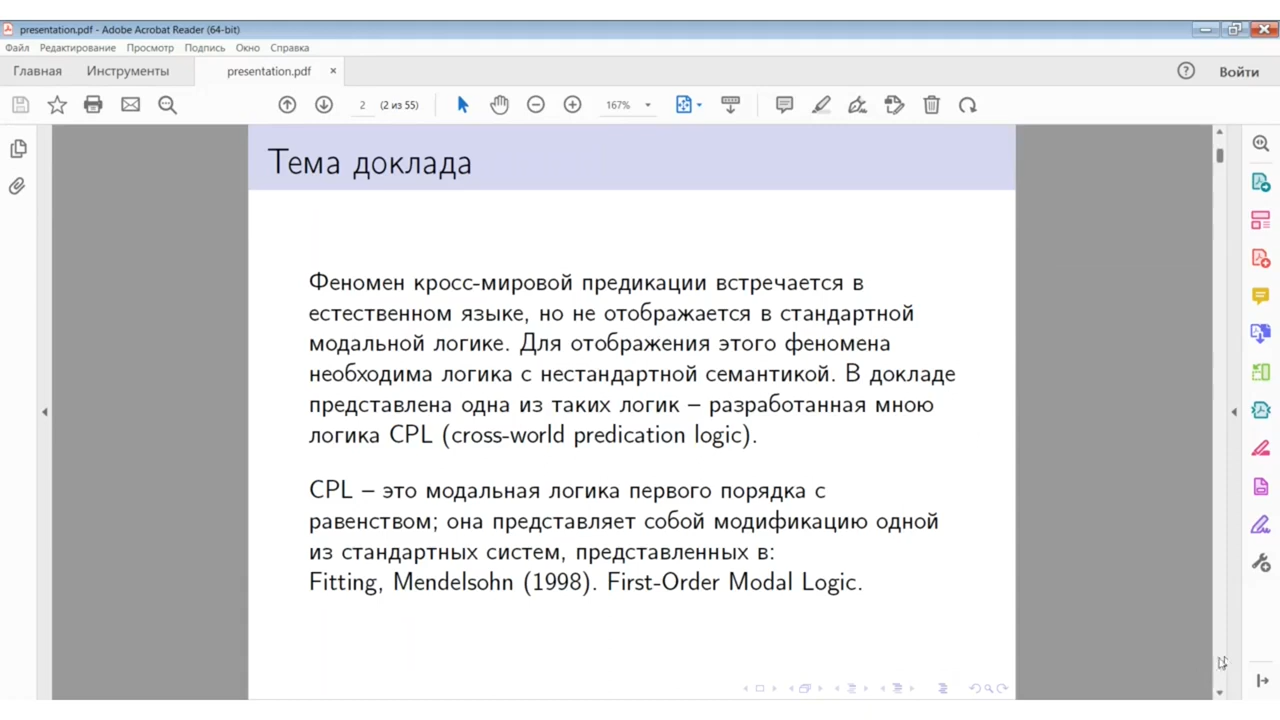 presentation.pdf - Adobe Acrobat Reader (64-bit)
Файл Редактирование Просмотр Подпись Окно Справка
Главная Инструменты presentation.pdf × Войти
2 (2 из 55) 167%
Тема доклада
Феномен кросс-мировой предикации встречается в
естественном языке, но не отображается в стандартной
модальной логике. Для отображения этого феномена
необходима логика с нестандартной семантикой. В докладе
представлена одна из таких логик – разработанная мною
логика CPL (cross-world predication logic).
CPL – это модальная логика первого порядка с
равенством; она представляет собой модификацию одной
из стандартных систем, представленных в:
Fitting, Mendelsohn (1998). First-Order Modal Logic.